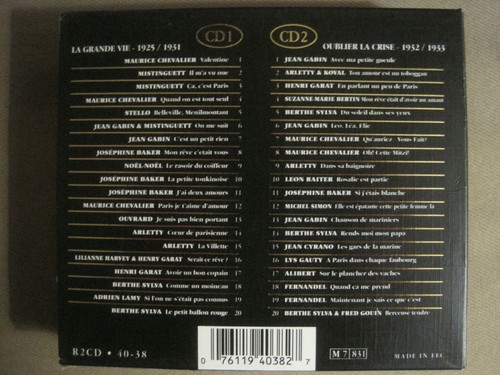 CD 1
LA GRANDE VIE - 1925 / 1931
MAURICE CHEVALIER Valentine 1
MISTINGUETT Il m'a vue 2
MISTINGUETT Ça, c'est Paris 3
MAURICE CHEVALIER Quand on est tout seul 4
STELLO Belleville, Menilmontant 5
JEAN GABIN & MISTINGUETT On me suit 6
JEAN GABIN C'est un petit rien 7
JOSÉPHINE BAKER Mon rêve c'était vous 8
NOËL-NOËL Le rasoir du coiffeur 9
JOSÉPHINE BAKER La petite tonkinoise 10
JOSÉPHINE BAKER J'ai deux amours 11
MAURICE CHEVALIER Paris je t'aime d'amour 12
OUVRARD Je suis pas bien portant 13
ARLETTY Cœur de parisienne 14
ARLETTY La Villette 15
LILIANNE HARVEY & HENRY GARAT Serait ce rêve ? 16
HENRI GARAT Avoir un bon copain 17
BERTHE SYLVA Comme un moineau 18
ADRIEN LAMY Si l'on ne s'était pas connus 19
BERTHE SYLVA Le petit ballon rouge 20
CD 2
OUBLIER LA CRISE - 1932 / 1933
1 JEAN GABIN Avec ma petite gueule
2 ARLETTY & KOVAL Ton amour est un toboggan
3 HENRI GARAT En parlant un peu de Paris
4 SUZANNE-MARIE BERTIN Mon rêve était d'avoir un amant
5 BERTHE SYLVA Du soleil dans ses yeux
6 JEAN GABIN Léo, Léa, Elie
7 MAURICE CHEVALIER Qu'auriez - Vous Fait?
8 MAURICE CHEVALIER Oh! Cette Mitzi!
9 ARLETTY Dans sa baignoire
10 LEON RAITER Rosalie est partie
11 JOSEPHINE BAKER Si j'étais blanche
12 MICHEL SIMON Elle est épatante cette petite femme là
13 JEAN GABIN Chanson de mariniers
14 BERTHE SYLVA Rends moi mon papa
15 JEAN CYRANO Les gars de la marine
16 LYS GAUTY A Paris dans chaque faubourg
17 ALIBERT Sur le plancher des vaches
18 FERNANDEL Quand ça me prend
19 FERNANDEL Maintenant je sais ce que c'est
20 BERTHE SYLVA & FRED GOUIN Berceuse tendre
R2CD • 40-38
0 76119 40382 7
M 7 831
MADE IN EEC